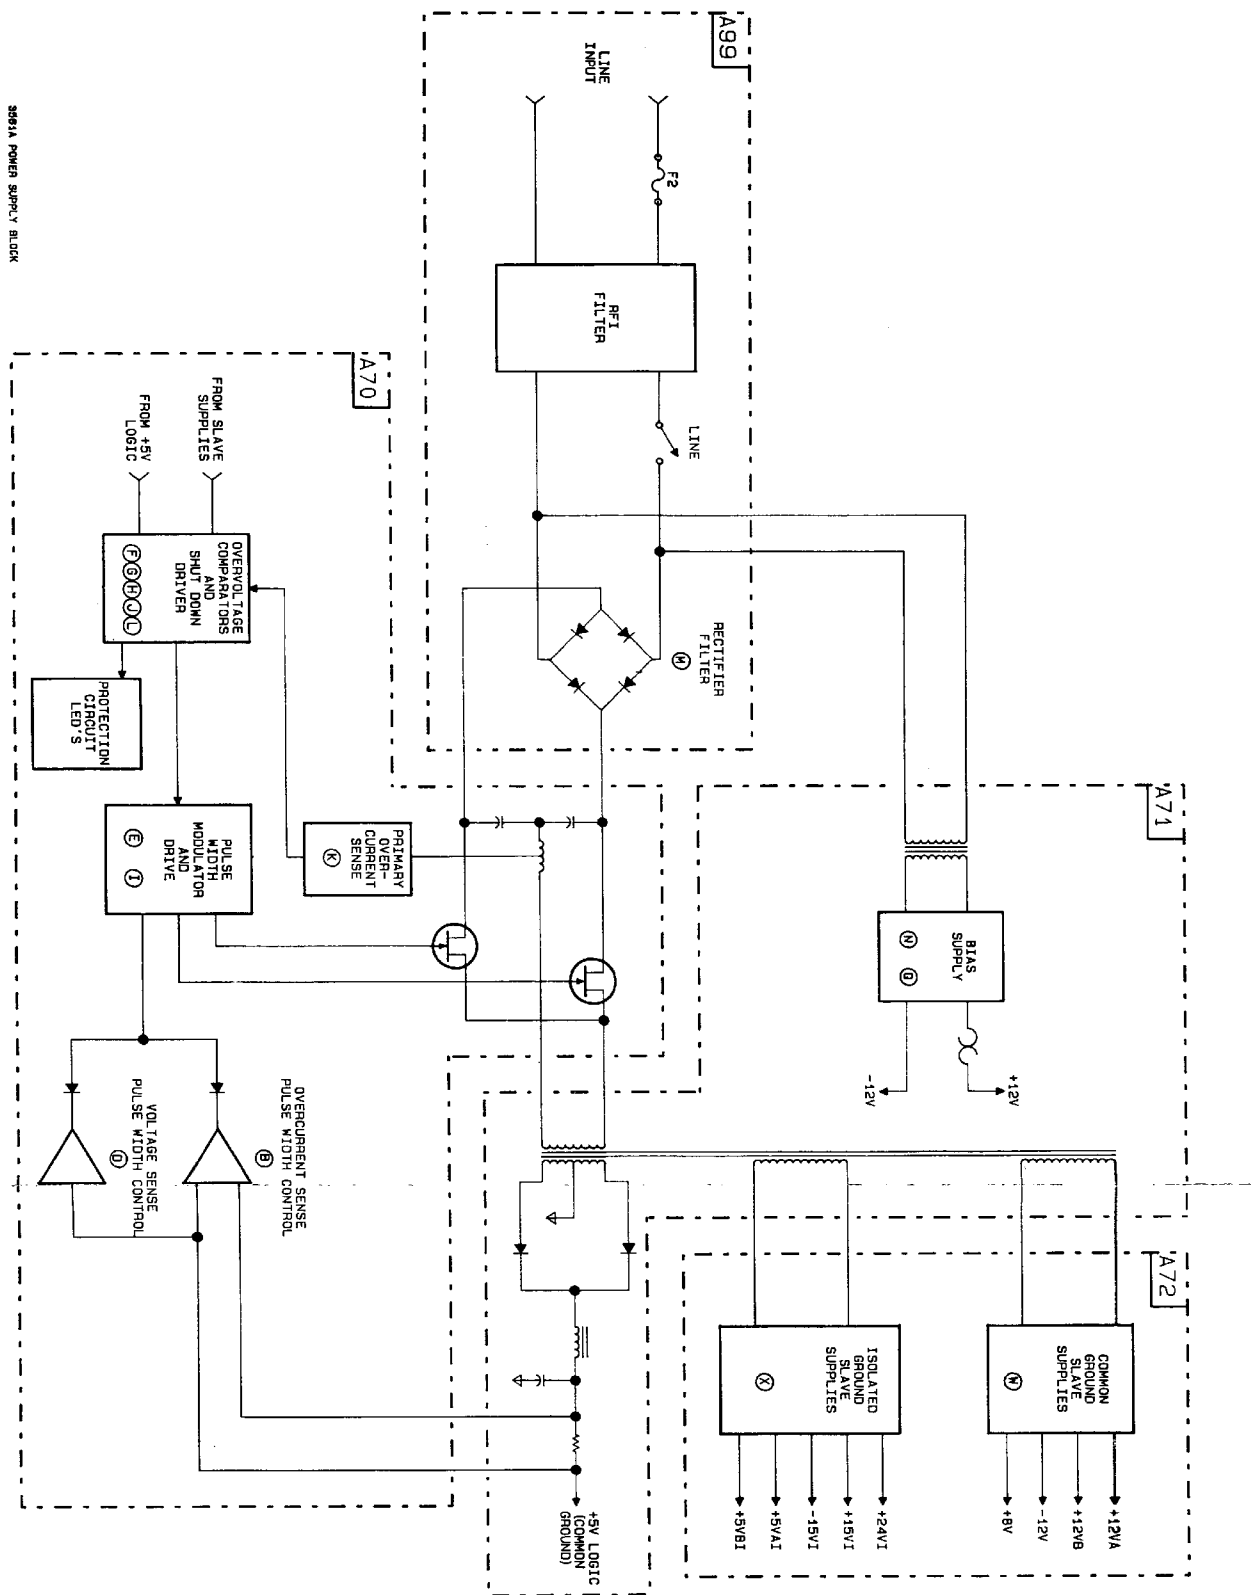 A99
LINE
INPUT
F2
RFI
FILTER
LINE
RECTIFIER
FILTER
M
A71
BIAS
SUPPLY
N Q
+12V
-12V
A72
COMMON
GROUND
SLAVE
SUPPLIES
W
+12VA
+12VB
-12V
+8V
ISOLATED
GROUND
SLAVE
SUPPLIES
X
+24VI
+15VI
-15VI
+5VAI
+5VBI
+5V LOGIC
(COMMON
GROUND)
A70
FROM SLAVE
SUPPLIES
FROM +5V
LOGIC
OVERVOLTAGE
COMPARATORS
AND
SHUT DOWN
DRIVER
F G H J L
PROTECTION
CIRCUIT
LED'S
PRIMARY
OVER-
CURRENT
SENSE
K
PULSE
WIDTH
MODULATOR
AND
DRIVE
E I
OVERCURRENT SENSE
PULSE WIDTH CONTROL
B
VOLTAGE SENSE
PULSE WIDTH CONTROL
D
3561A POWER SUPPLY BLOCK